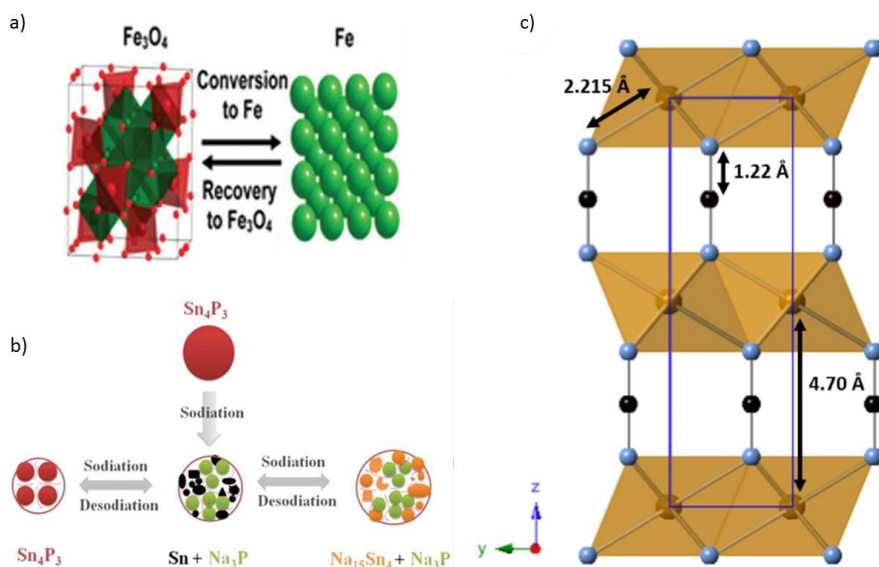 a)
Fe₃O₄
Fe
Conversion
to Fe
Recovery
to Fe₃O₄
b)
Sn₄P₃
Sodiation
Sodiation
Desodiation
Sodiation
Desodiation
Sn₄P₃
Sn + Na₃P
Na₁₅Sn₄ + Na₃P
c)
2.215 Å
1.22 Å
4.70 Å
z
y